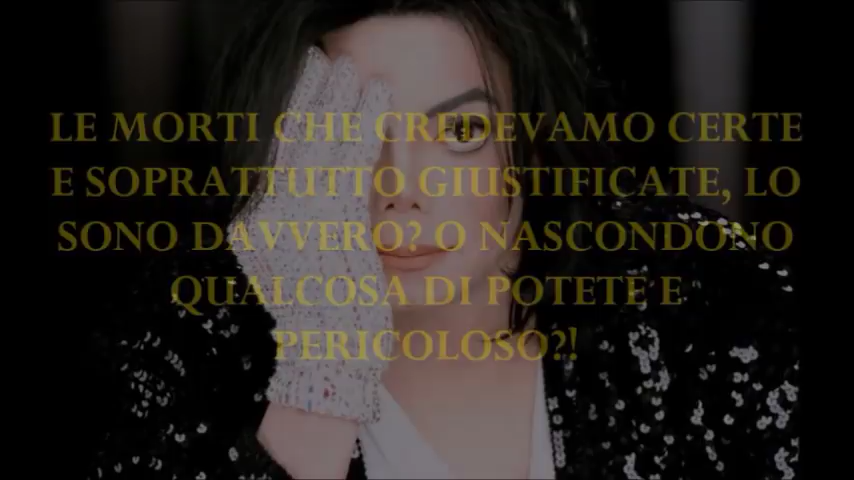 LE MORTI CHE CREDEVAMO CERTE
E SOPRATTUTTO GIUSTIFICATE, LO
SONO DAVVERO? O NASCONDONO
QUALCOSA DI POTETE E
PERICOLOSO?!